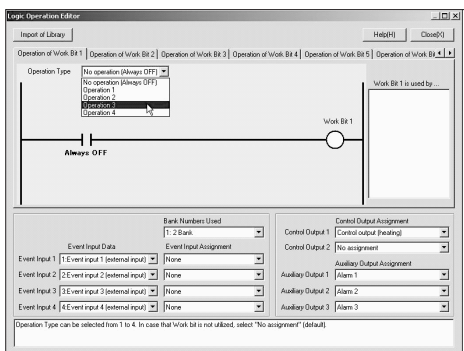 Logic Operation Editor
Import of Library Help(H) Close(X)
Operation of Work Bit 1 Operation of Work Bit 2 Operation of Work Bit 3 Operation of Work Bit 4 Operation of Work Bit 5 Operation of Work Bit
Operation Type No operation (Always OFF)
No operation (Always OFF)
Operation 1
Operation 2
Operation 3
Operation 4
Work Bit 1 is used by ...
Work Bit 1
Always OFF
Bank Numbers Used
1: 2 Bank
Event Input Data Event Input Assignment
Event Input 1 1:Event input 1 (external input) None
Event Input 2 2:Event input 2 (external input) None
Event Input 3 3:Event input 3 (external input) None
Event Input 4 4:Event input 4 (external input) None
Control Output Assignment
Control Output 1 Control output (heating)
Control Output 2 No assignment
Auxiliary Output Assignment
Auxiliary Output 1 Alarm 1
Auxiliary Output 2 Alarm 2
Auxiliary Output 3 Alarm 3
Operation Type can be selected from 1 to 4. In case that Work bit is not utilized, select "No assignment" (default).